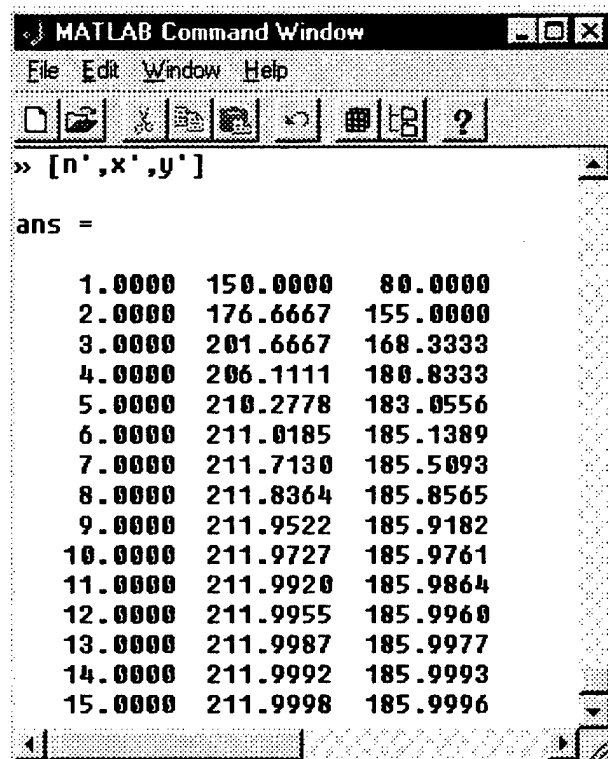 MATLAB Command Window
File Edit Window Help
?
» [n',x',y']
ans =
1.0000 150.0000 80.0000
2.0000 176.6667 155.0000
3.0000 201.6667 168.3333
4.0000 206.1111 180.8333
5.0000 210.2778 183.0556
6.0000 211.0185 185.1389
7.0000 211.7130 185.5093
8.0000 211.8364 185.8565
9.0000 211.9522 185.9182
10.0000 211.9727 185.9761
11.0000 211.9920 185.9864
12.0000 211.9955 185.9960
13.0000 211.9987 185.9977
14.0000 211.9992 185.9993
15.0000 211.9998 185.9996